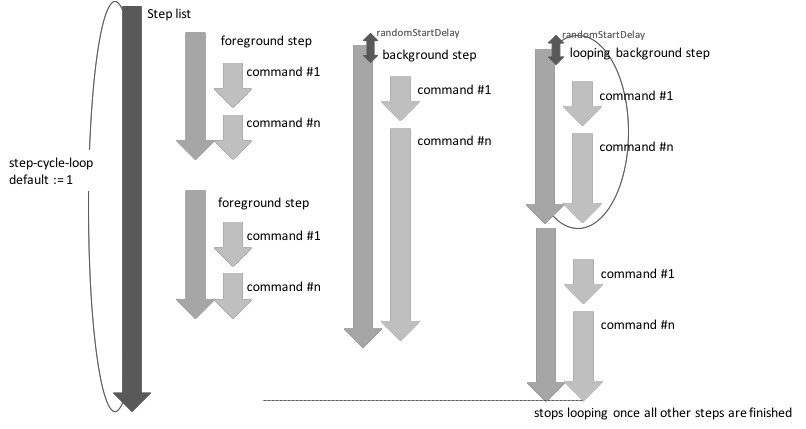 Step list
step-cycle-loop
default := 1
foreground step
command #1
command #n
foreground step
command #1
command #n
randomStartDelay
background step
command #1
command #n
randomStartDelay
looping background step
command #1
command #n
command #1
command #n
stops looping once all other steps are finished